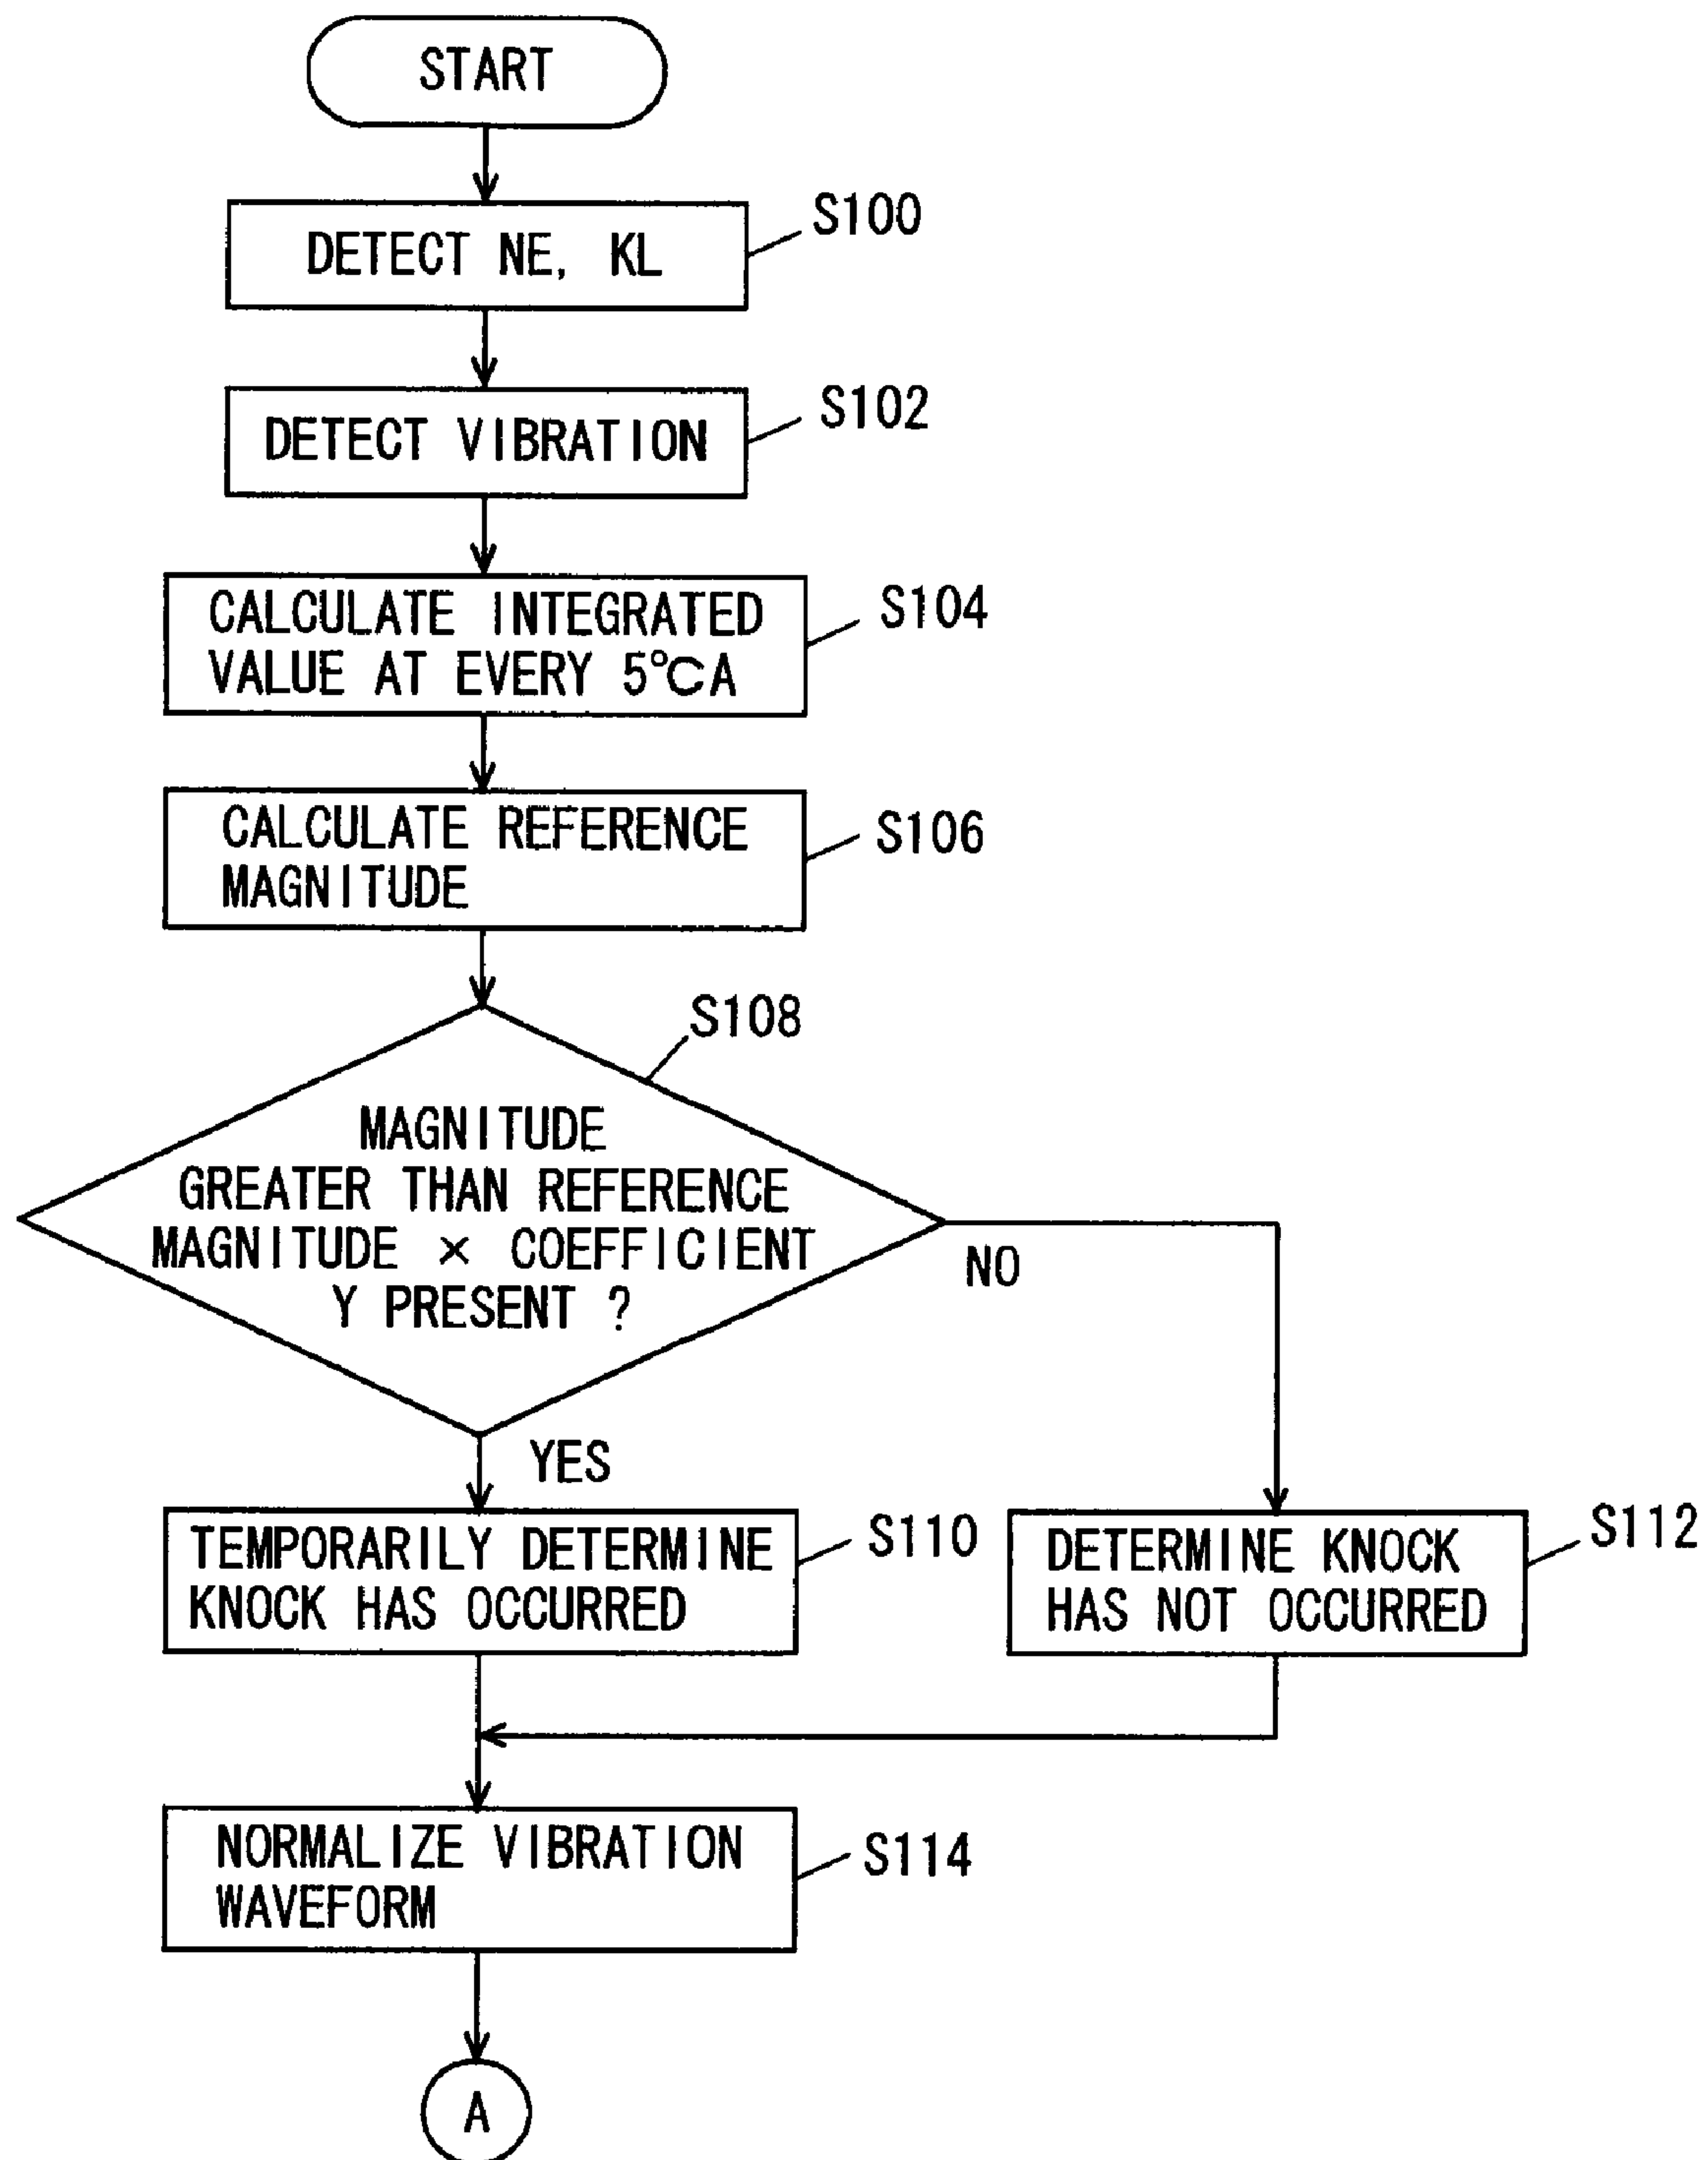 START
DETECT NE, KL
S100
DETECT VIBRATION
S102
CALCULATE INTEGRATED
VALUE AT EVERY 5°CA
S104
CALCULATE REFERENCE
MAGNITUDE
S106
S108
MAGNITUDE
GREATER THAN REFERENCE
MAGNITUDE × COEFFICIENT
Y PRESENT ?
NO
YES
TEMPORARILY DETERMINE
KNOCK HAS OCCURRED
S110
DETERMINE KNOCK
HAS NOT OCCURRED
S112
NORMALIZE VIBRATION
WAVEFORM
S114
A